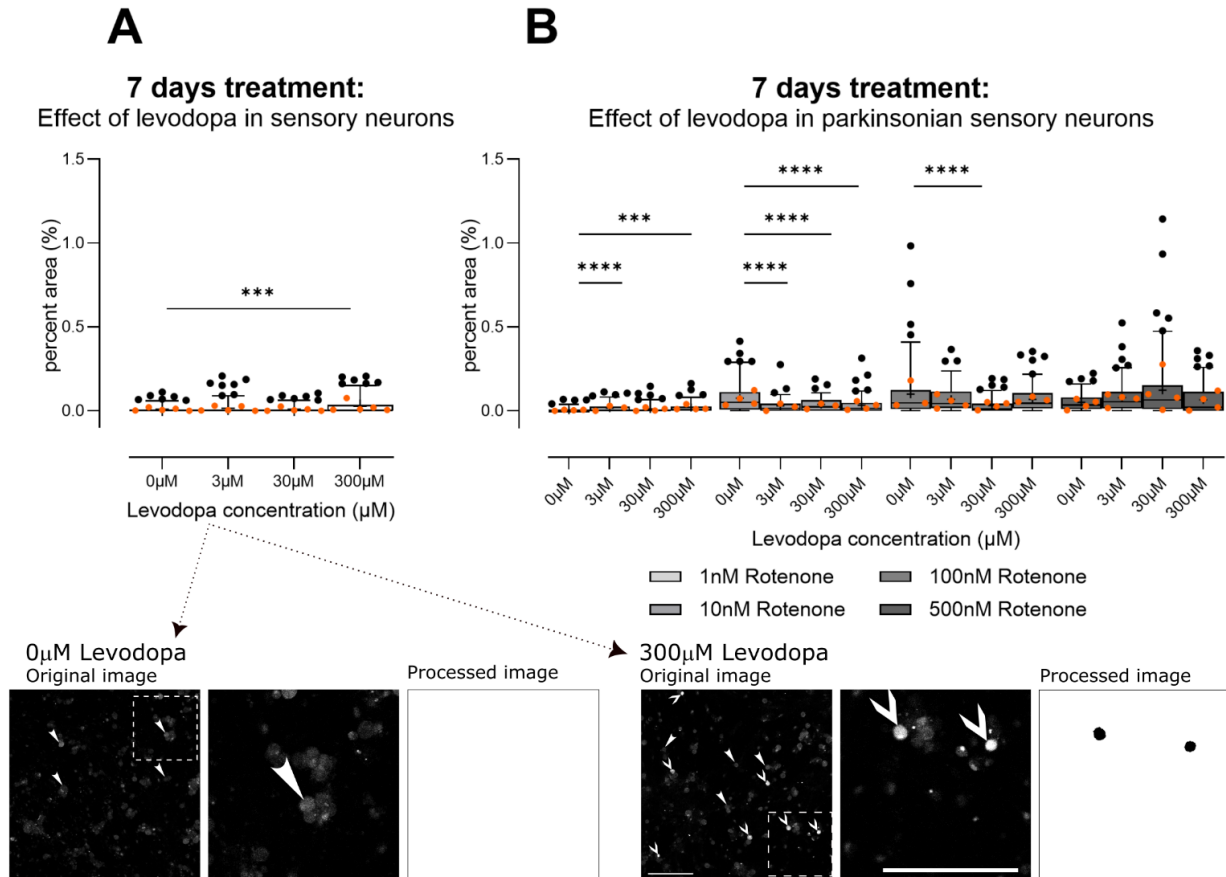 A
7 days treatment:
Effect of levodopa in sensory neurons
percent area (%)
1.5
1.0
0.5
0.0
***
0µM
3µM
30µM
300µM
Levodopa concentration (µM)
B
7 days treatment:
Effect of levodopa in parkinsonian sensory neurons
percent area (%)
1.5
1.0
0.5
0.0
****
****
***
****
****
****
0µM
3µM
30µM
300µM
0µM
3µM
30µM
300µM
0µM
3µM
30µM
300µM
0µM
3µM
30µM
300µM
Levodopa concentration (µM)
1nM Rotenone
100nM Rotenone
10nM Rotenone
500nM Rotenone
0µM Levodopa
Original image
Processed image
300µM Levodopa
Original image
Processed image